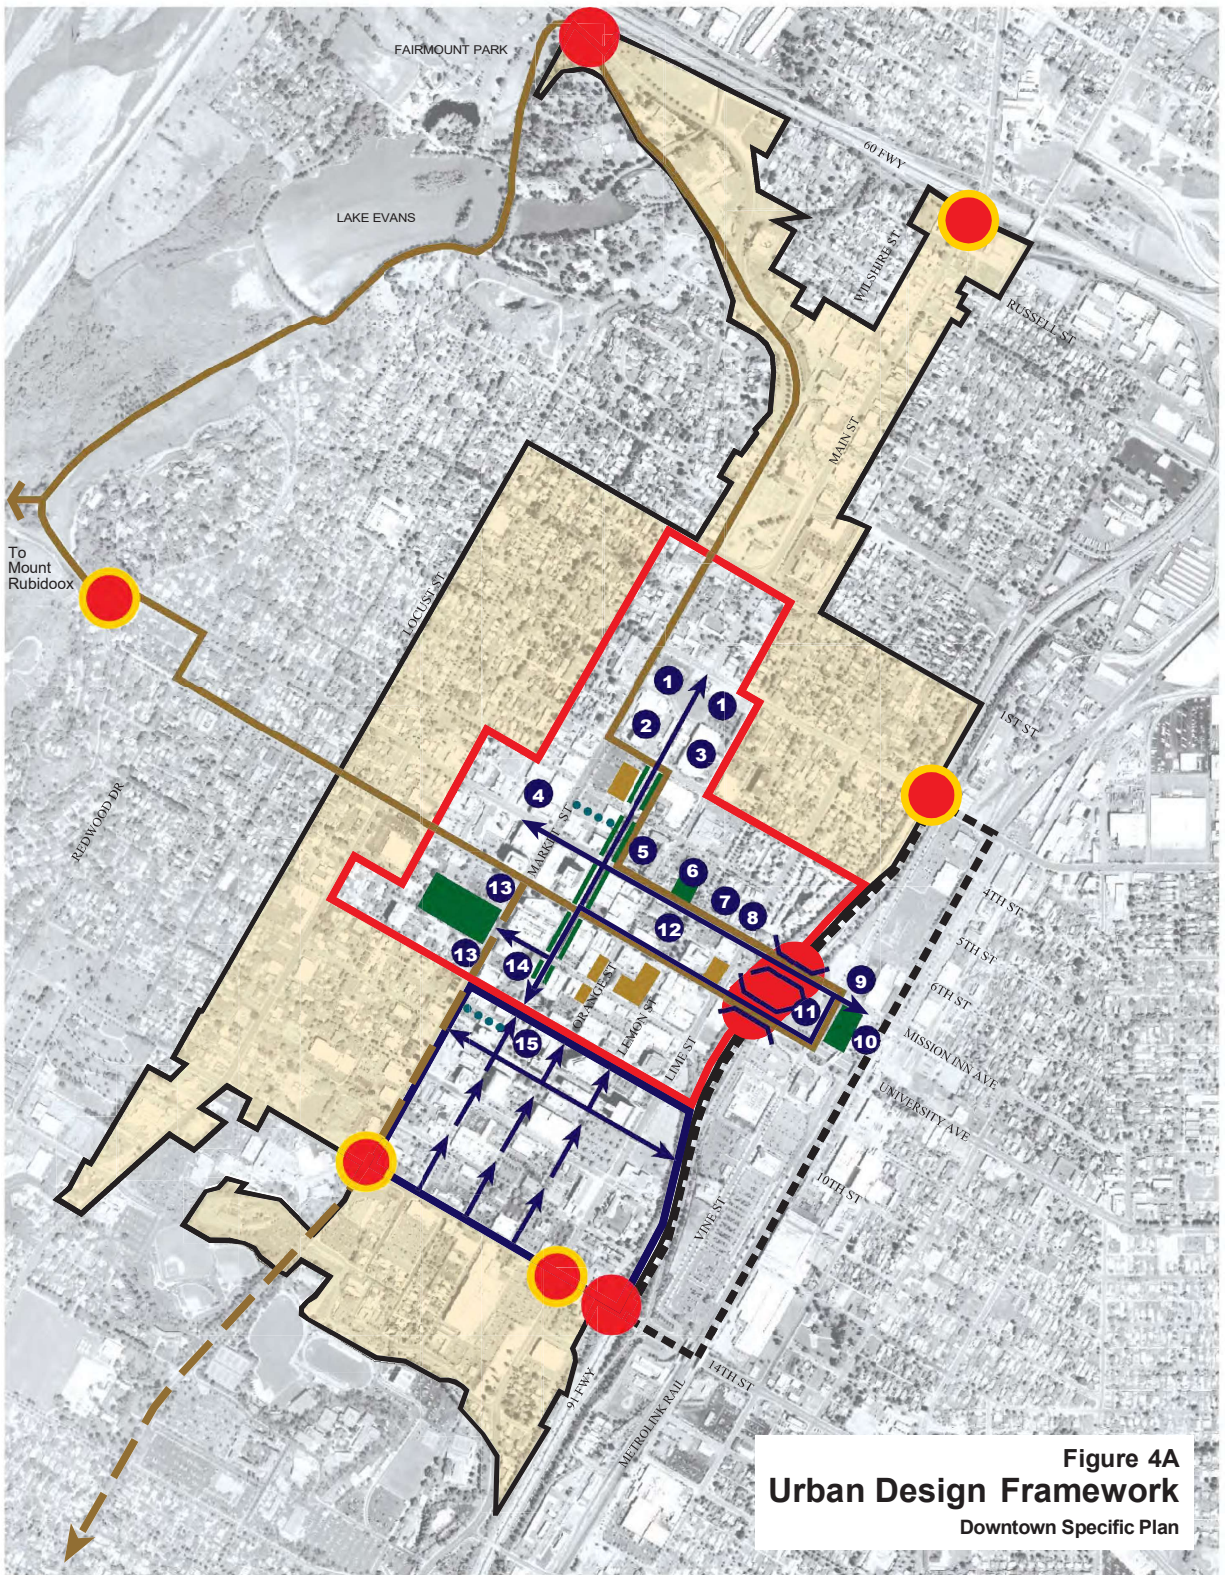 FAIRMOUNT PARK
60 FWY
LAKE EVANS
WILSHIRE ST
RUSSELL ST
MAIN ST
To
Mount
Rubidoox
LOCUST ST
1
1
2
3
1ST ST
REDWOOD DR
4
MARKET ST
5
6
7
8
4TH ST
13
12
5TH ST
13
14
9
6TH ST
ORANGE ST
11
10
LEMON ST
MISSION INN AVE
15
LIME ST
UNIVERSITY AVE
10TH ST
VINE ST
14TH ST
91 FWY
METROLINK RAIL
Figure 4A
Urban Design Framework
Downtown Specific Plan